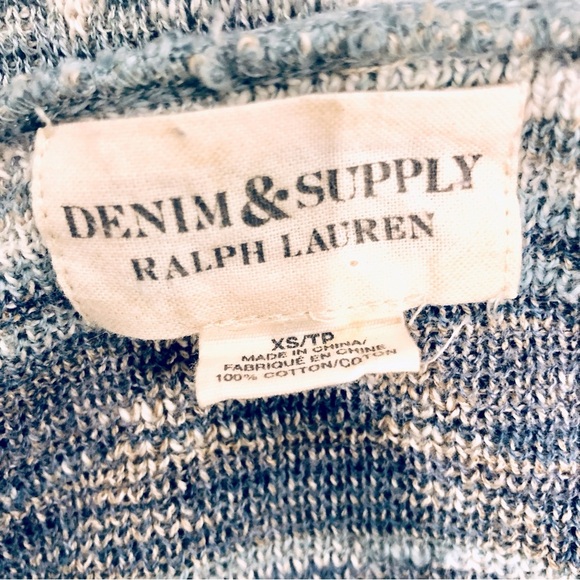 DENIM & SUPPLY
RALPH LAUREN
XS/TP
MADE IN CHINA/
FABRIQUÉ EN CHINE
100% COTTON/COTON